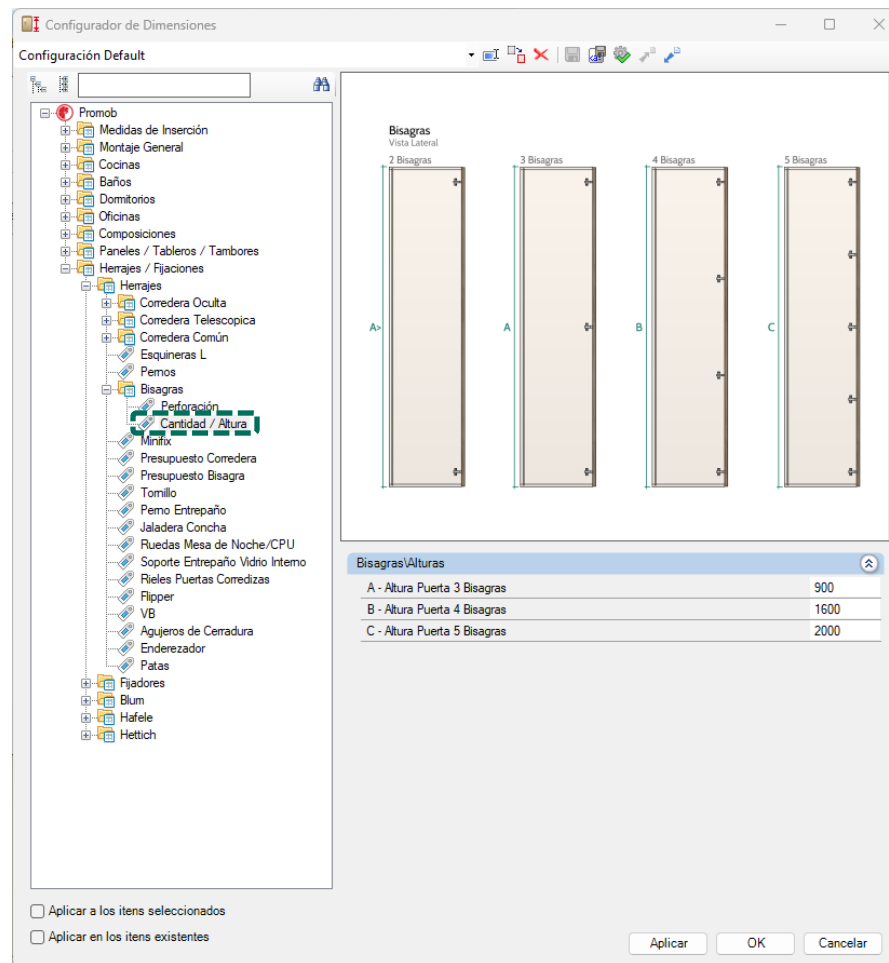 Configurador de Dimensiones
Configuración Default
Promob
Medidas de Inserción
Montaje General
Cocinas
Baños
Domitorios
Oficinas
Composiciones
Paneles / Tableros / Tambores
Herrajes / Fijaciones
Herrajes
Corredera Oculta
Corredera Telescopica
Corredera Común
Esquineras L
Pernos
Bisagras
Perforación
Cantidad / Altura
Minifix
Presupuesto Corredera
Presupuesto Bisagra
Tornillo
Perno Entrepaño
Jaladera Concha
Ruedas Mesa de Noche/CPU
Soporte Entrepaño Vidrio Interno
Rieles Puertas Corredizas
Flipper
VB
Agujeros de Cerradura
Enderezador
Patas
Fijadores
Blum
Hafele
Hettich
Aplicar a los itens seleccionados
Aplicar en los itens existentes
Bisagras
Vista Lateral
2 Bisagras 3 Bisagras 4 Bisagras 5 Bisagras
A> A B C
Bisagras\Alturas
A - Altura Puerta 3 Bisagras 900
B - Altura Puerta 4 Bisagras 1600
C - Altura Puerta 5 Bisagras 2000
Aplicar OK Cancelar